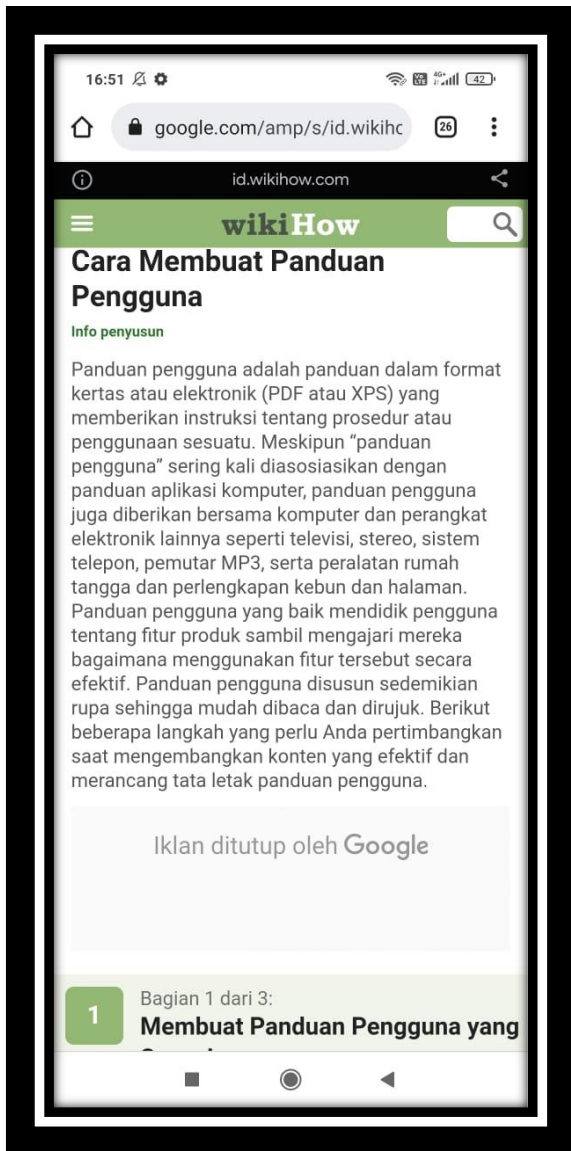 16:51
4G+
42
google.com/amp/s/id.wikihc
26
id.wikihow.com
wikiHow
Cara Membuat Panduan
Pengguna
Info penyusun
Panduan pengguna adalah panduan dalam format
kertas atau elektronik (PDF atau XPS) yang
memberikan instruksi tentang prosedur atau
penggunaan sesuatu. Meskipun “panduan
pengguna” sering kali diasosiasikan dengan
panduan aplikasi komputer, panduan pengguna
juga diberikan bersama komputer dan perangkat
elektronik lainnya seperti televisi, stereo, sistem
telepon, pemutar MP3, serta peralatan rumah
tangga dan perlengkapan kebun dan halaman.
Panduan pengguna yang baik mendidik pengguna
tentang fitur produk sambil mengajari mereka
bagaimana menggunakan fitur tersebut secara
efektif. Panduan pengguna disusun sedemikian
rupa sehingga mudah dibaca dan dirujuk. Berikut
beberapa langkah yang perlu Anda pertimbangkan
saat mengembangkan konten yang efektif dan
merancang tata letak panduan pengguna.
Iklan ditutup oleh Google
1
Bagian 1 dari 3:
Membuat Panduan Pengguna yang